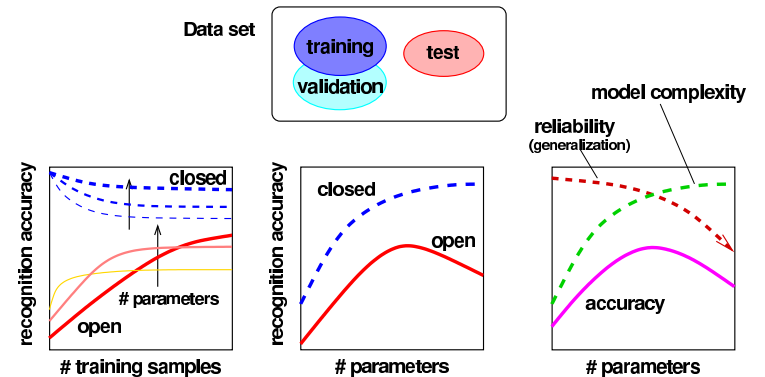 Data set
training
test
validation
model complexity
reliability
(generalization)
recognition accuracy
closed
# parameters
open
# training samples
recognition accuracy
closed
open
# parameters
accuracy
# parameters